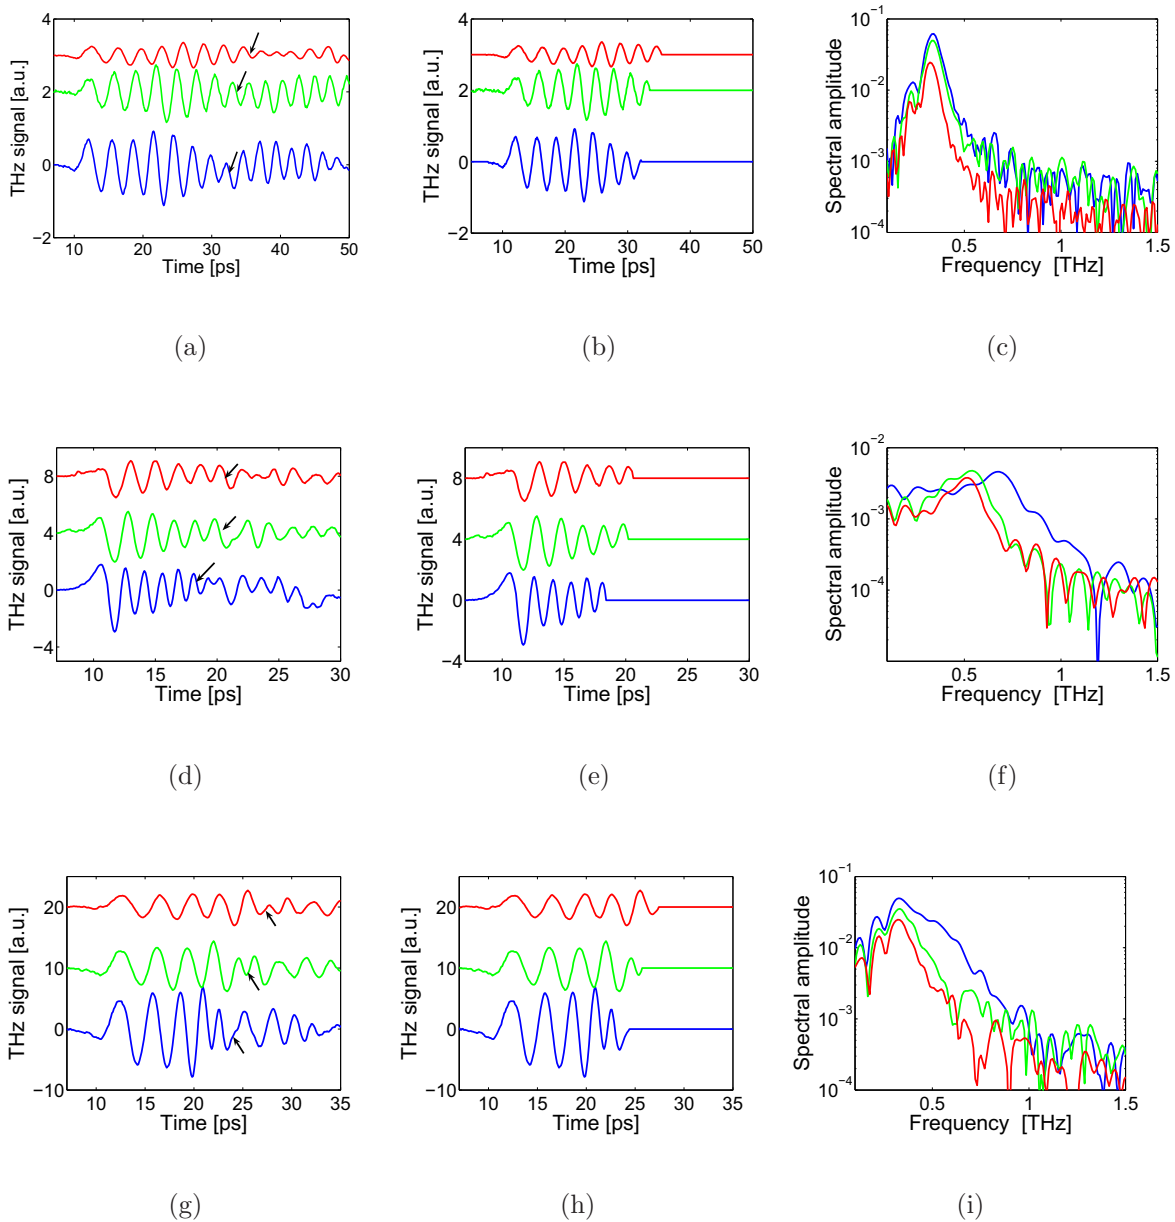 4
2
0
−2
THz signal [a.u.]
10 20 30 40 50
Time [ps]
(a)
4
2
0
−2
THz signal [a.u.]
10 20 30 40 50
Time [ps]
(b)
10−1
10−2
10−3
10−4
Spectral amplitude
0.5 1 1.5
Frequency [THz]
(c)
8
4
0
−4
THz signal [a.u.]
10 15 20 25 30
Time [ps]
(d)
8
4
0
−4
THz signal [a.u.]
10 15 20 25 30
Time [ps]
(e)
10−2
10−3
10−4
Spectral amplitude
0.5 1 1.5
Frequency [THz]
(f)
20
10
0
−10
THz signal [a.u.]
10 15 20 25 30 35
Time [ps]
(g)
20
10
0
−10
THz signal [a.u.]
10 15 20 25 30 35
Time [ps]
(h)
10−1
10−2
10−3
10−4
Spectral amplitude
0.5 1 1.5
Frequency [THz]
(i)